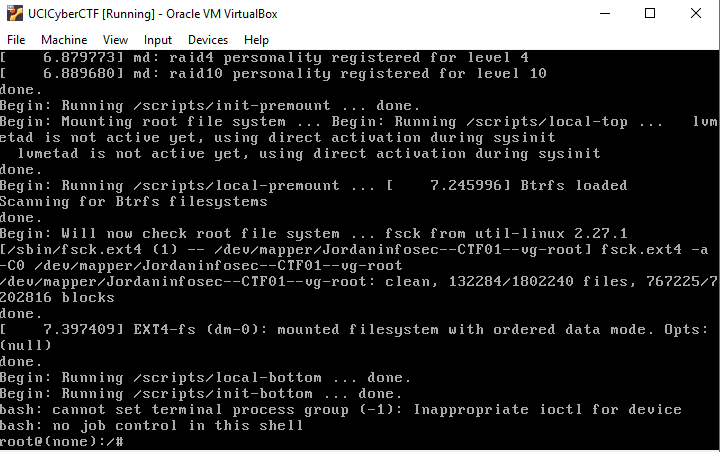 UCICyberCTF [Running] - Oracle VM VirtualBox
File Machine View Input Devices Help
[    6.879773] md: raid4 personality registered for level 4
[    6.889680] md: raid10 personality registered for level 10
done.
Begin: Running /scripts/init-premount ... done.
Begin: Mounting root file system ... Begin: Running /scripts/local-top ...   lvm
etad is not active yet, using direct activation during sysinit
  lvmetad is not active yet, using direct activation during sysinit
done.
Begin: Running /scripts/local-premount ... [    7.245996] Btrfs loaded
Scanning for Btrfs filesystems
done.
Begin: Will now check root file system ... fsck from util-linux 2.27.1
[/sbin/fsck.ext4 (1) -- /dev/mapper/Jordaninfosec--CTF01--vg-root] fsck.ext4 -a
-C0 /dev/mapper/Jordaninfosec--CTF01--vg-root
/dev/mapper/Jordaninfosec--CTF01--vg-root: clean, 132284/1802240 files, 767225/7
202816 blocks
done.
[    7.397409] EXT4-fs (dm-0): mounted filesystem with ordered data mode. Opts:
(null)
done.
Begin: Running /scripts/local-bottom ... done.
Begin: Running /scripts/init-bottom ... done.
bash: cannot set terminal process group (-1): Inappropriate ioctl for device
bash: no job control in this shell
root@(none):/#